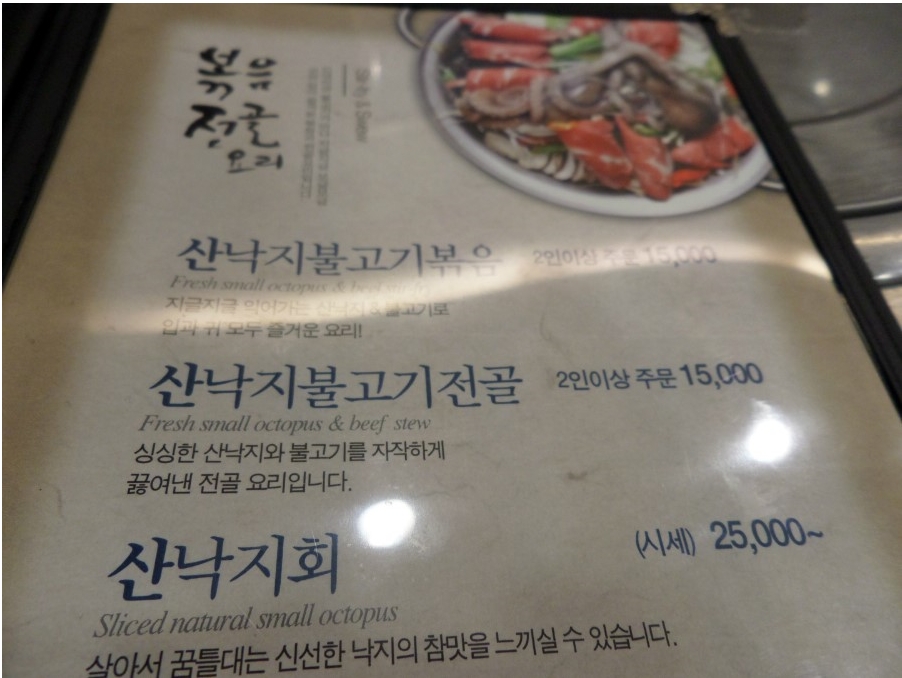 볶음
전골
요리
산낙지불고기볶음 2인이상 주문 15,000
Fresh small octopus & beef stir-fry
지글지글 익어가는 산낙지&불고기로
입과 귀 모두 즐거운 요리!
산낙지불고기전골 2인이상 주문 15,000
Fresh small octopus & beef stew
싱싱한 산낙지와 불고기를 자작하게
끓여낸 전골 요리입니다.
산낙지회 (시세) 25,000~
Sliced natural small octopus
살아서 꿈틀대는 신선한 낙지의 참맛을 느끼실 수 있습니다.